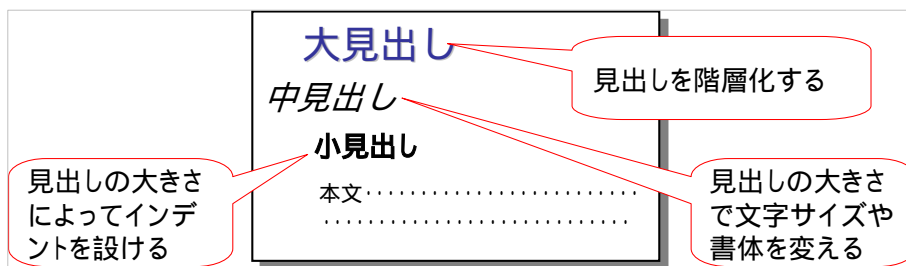 大見出し
見出しを階層化する
中見出し
小見出し
見出しの大きさ
によってインデ
ントを設ける
本文・・・・・・・・・・・・・・・・・・・・・・・・・
・・・・・・・・・・・・・・・・・・・・・・・・・・・・
見出しの大きさ
で文字サイズや
書体を変える